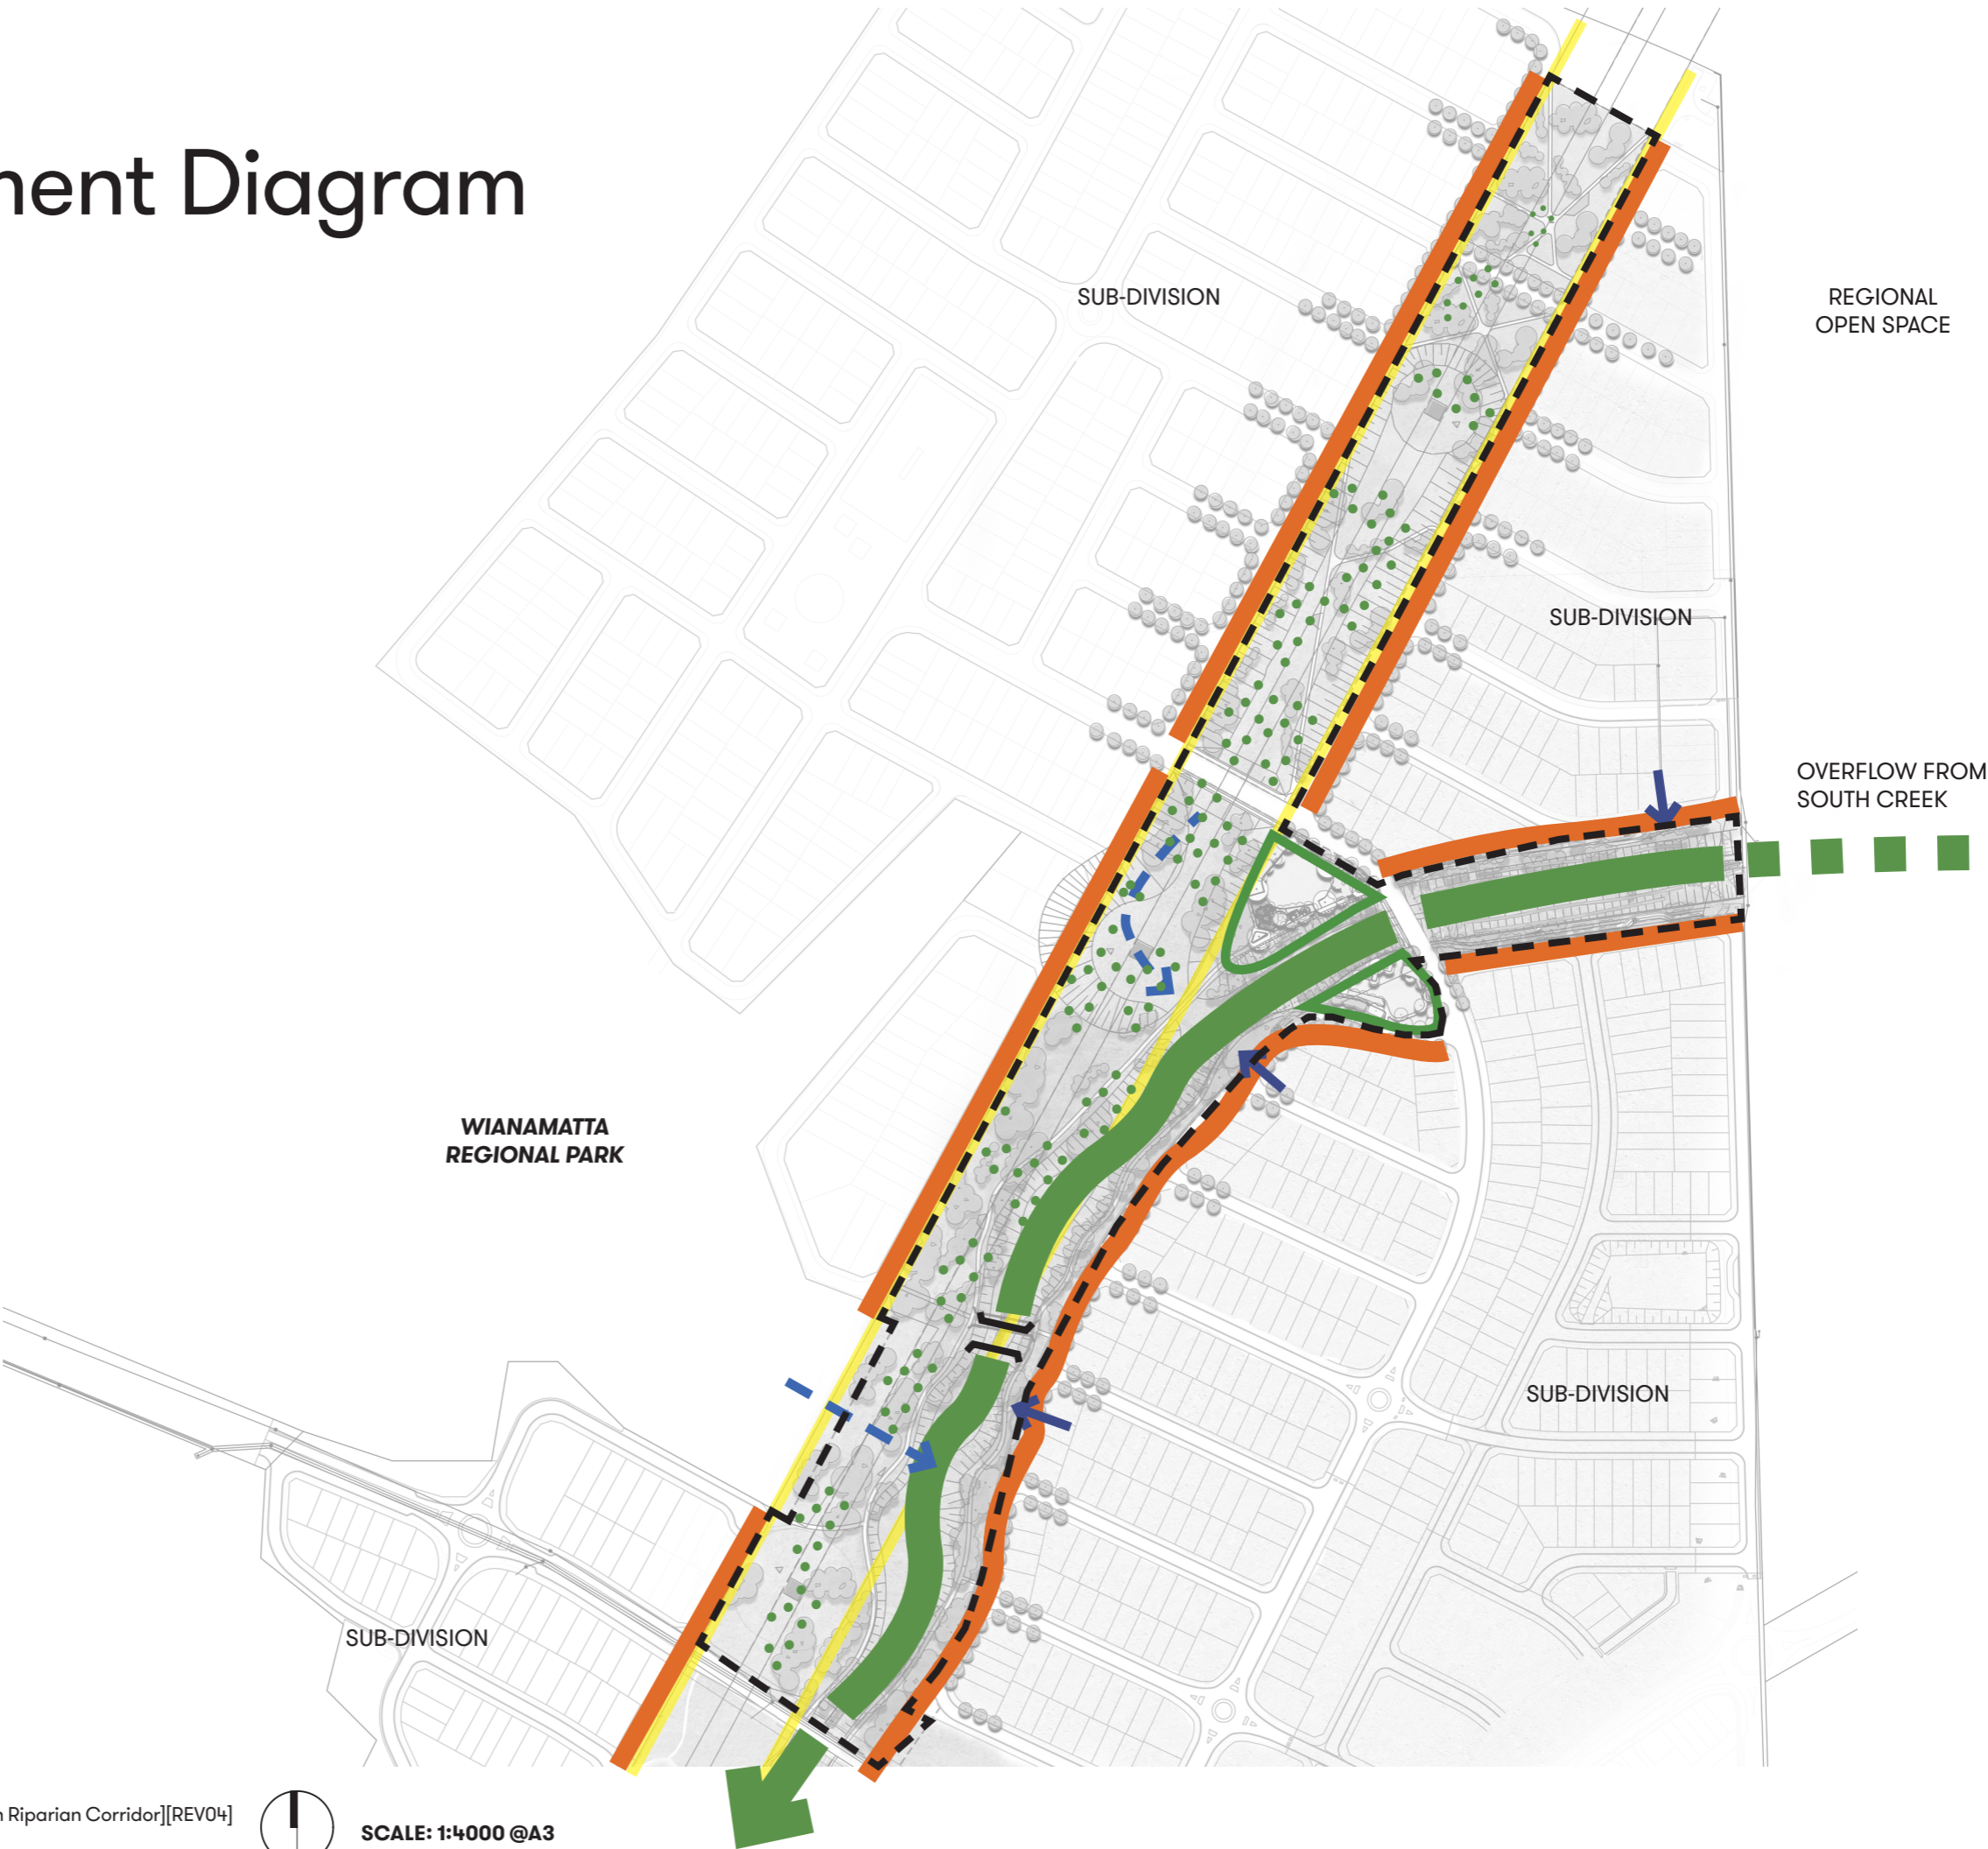 ment Diagram
SUB-DIVISION
REGIONAL
OPEN SPACE
SUB-DIVISION
OVERFLOW FROM
SOUTH CREEK
WIANAMATTA
REGIONAL PARK
SUB-DIVISION
SUB-DIVISION
n Riparian Corridor][REV04]
SCALE: 1:4000 @A3